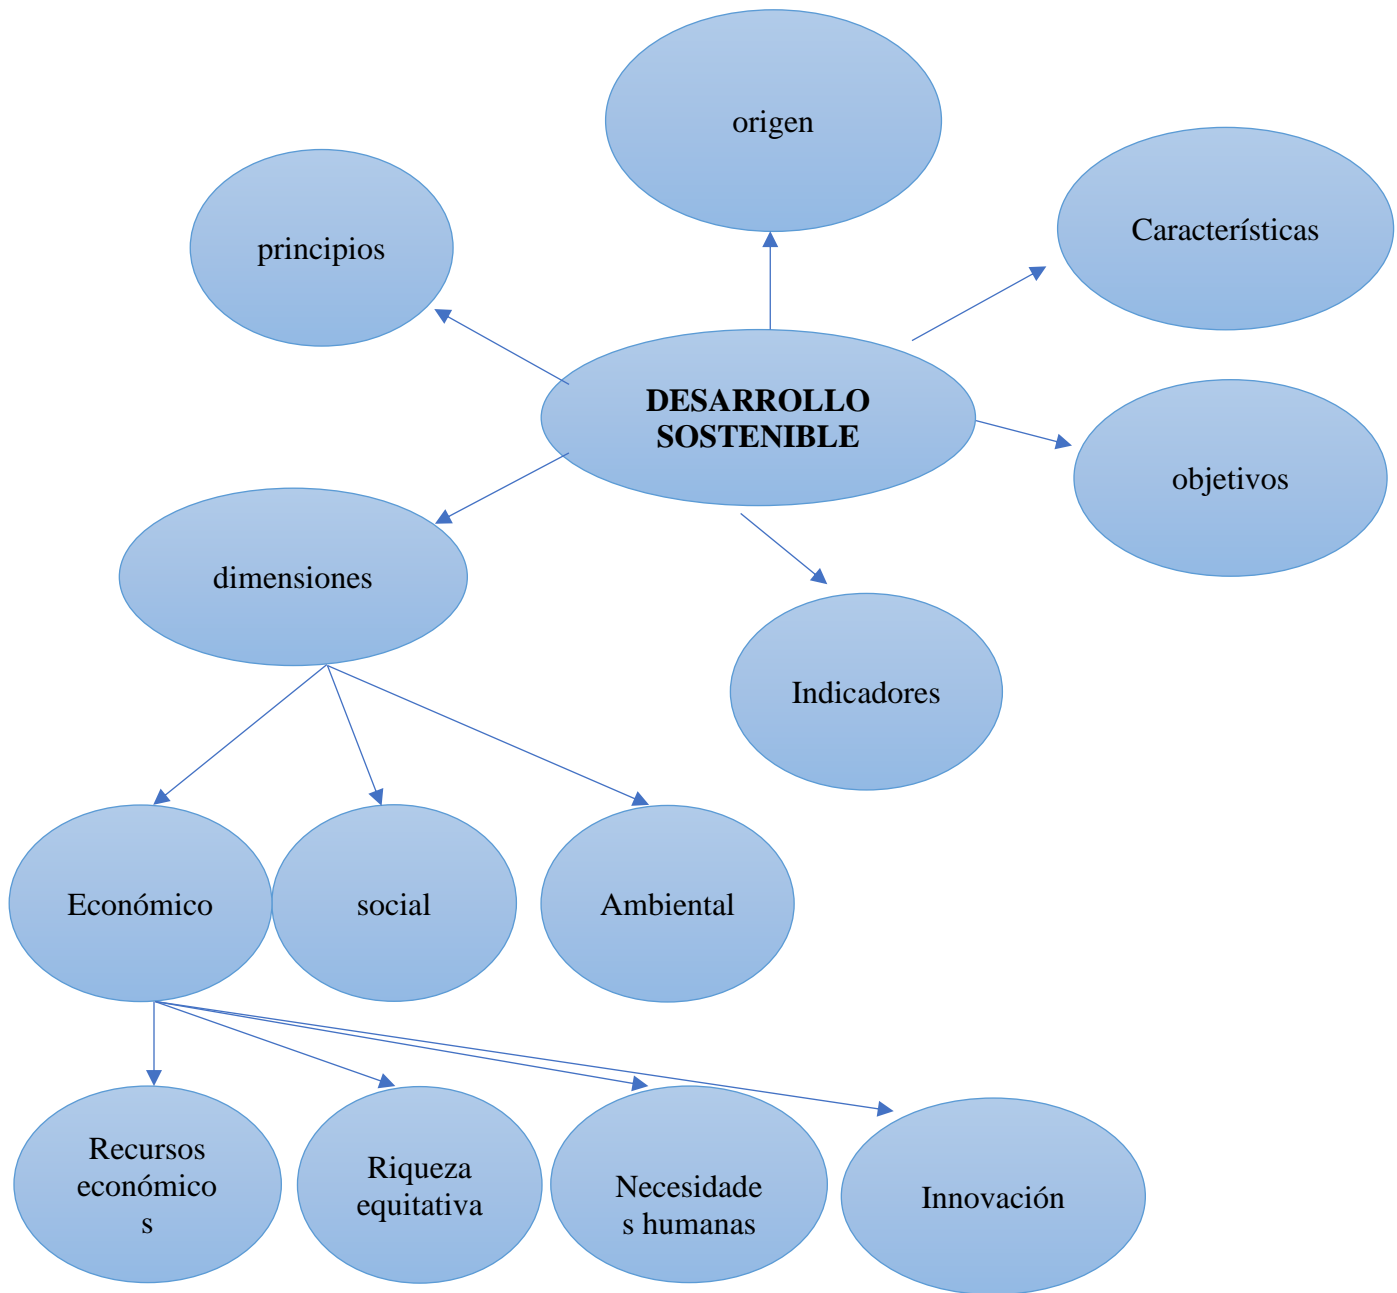 origen
Características
principios
DESARROLLO
SOSTENIBLE
objetivos
dimensiones
Indicadores
Económico
social
Ambiental
Recursos
económico
s
Riqueza
equitativa
Necesidade
s humanas
Innovación